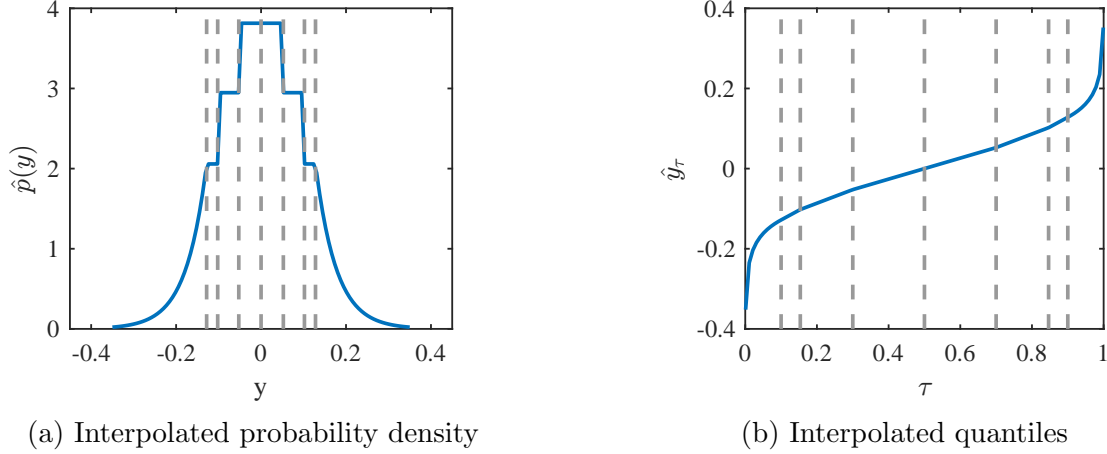 4
3
2
1
0
p̂(y)
-0.4 -0.2 0 0.2 0.4
y
(a) Interpolated probability density
0.4
0.2
0
-0.2
-0.4
ŷτ
0 0.2 0.4 0.6 0.8 1
τ
(b) Interpolated quantiles